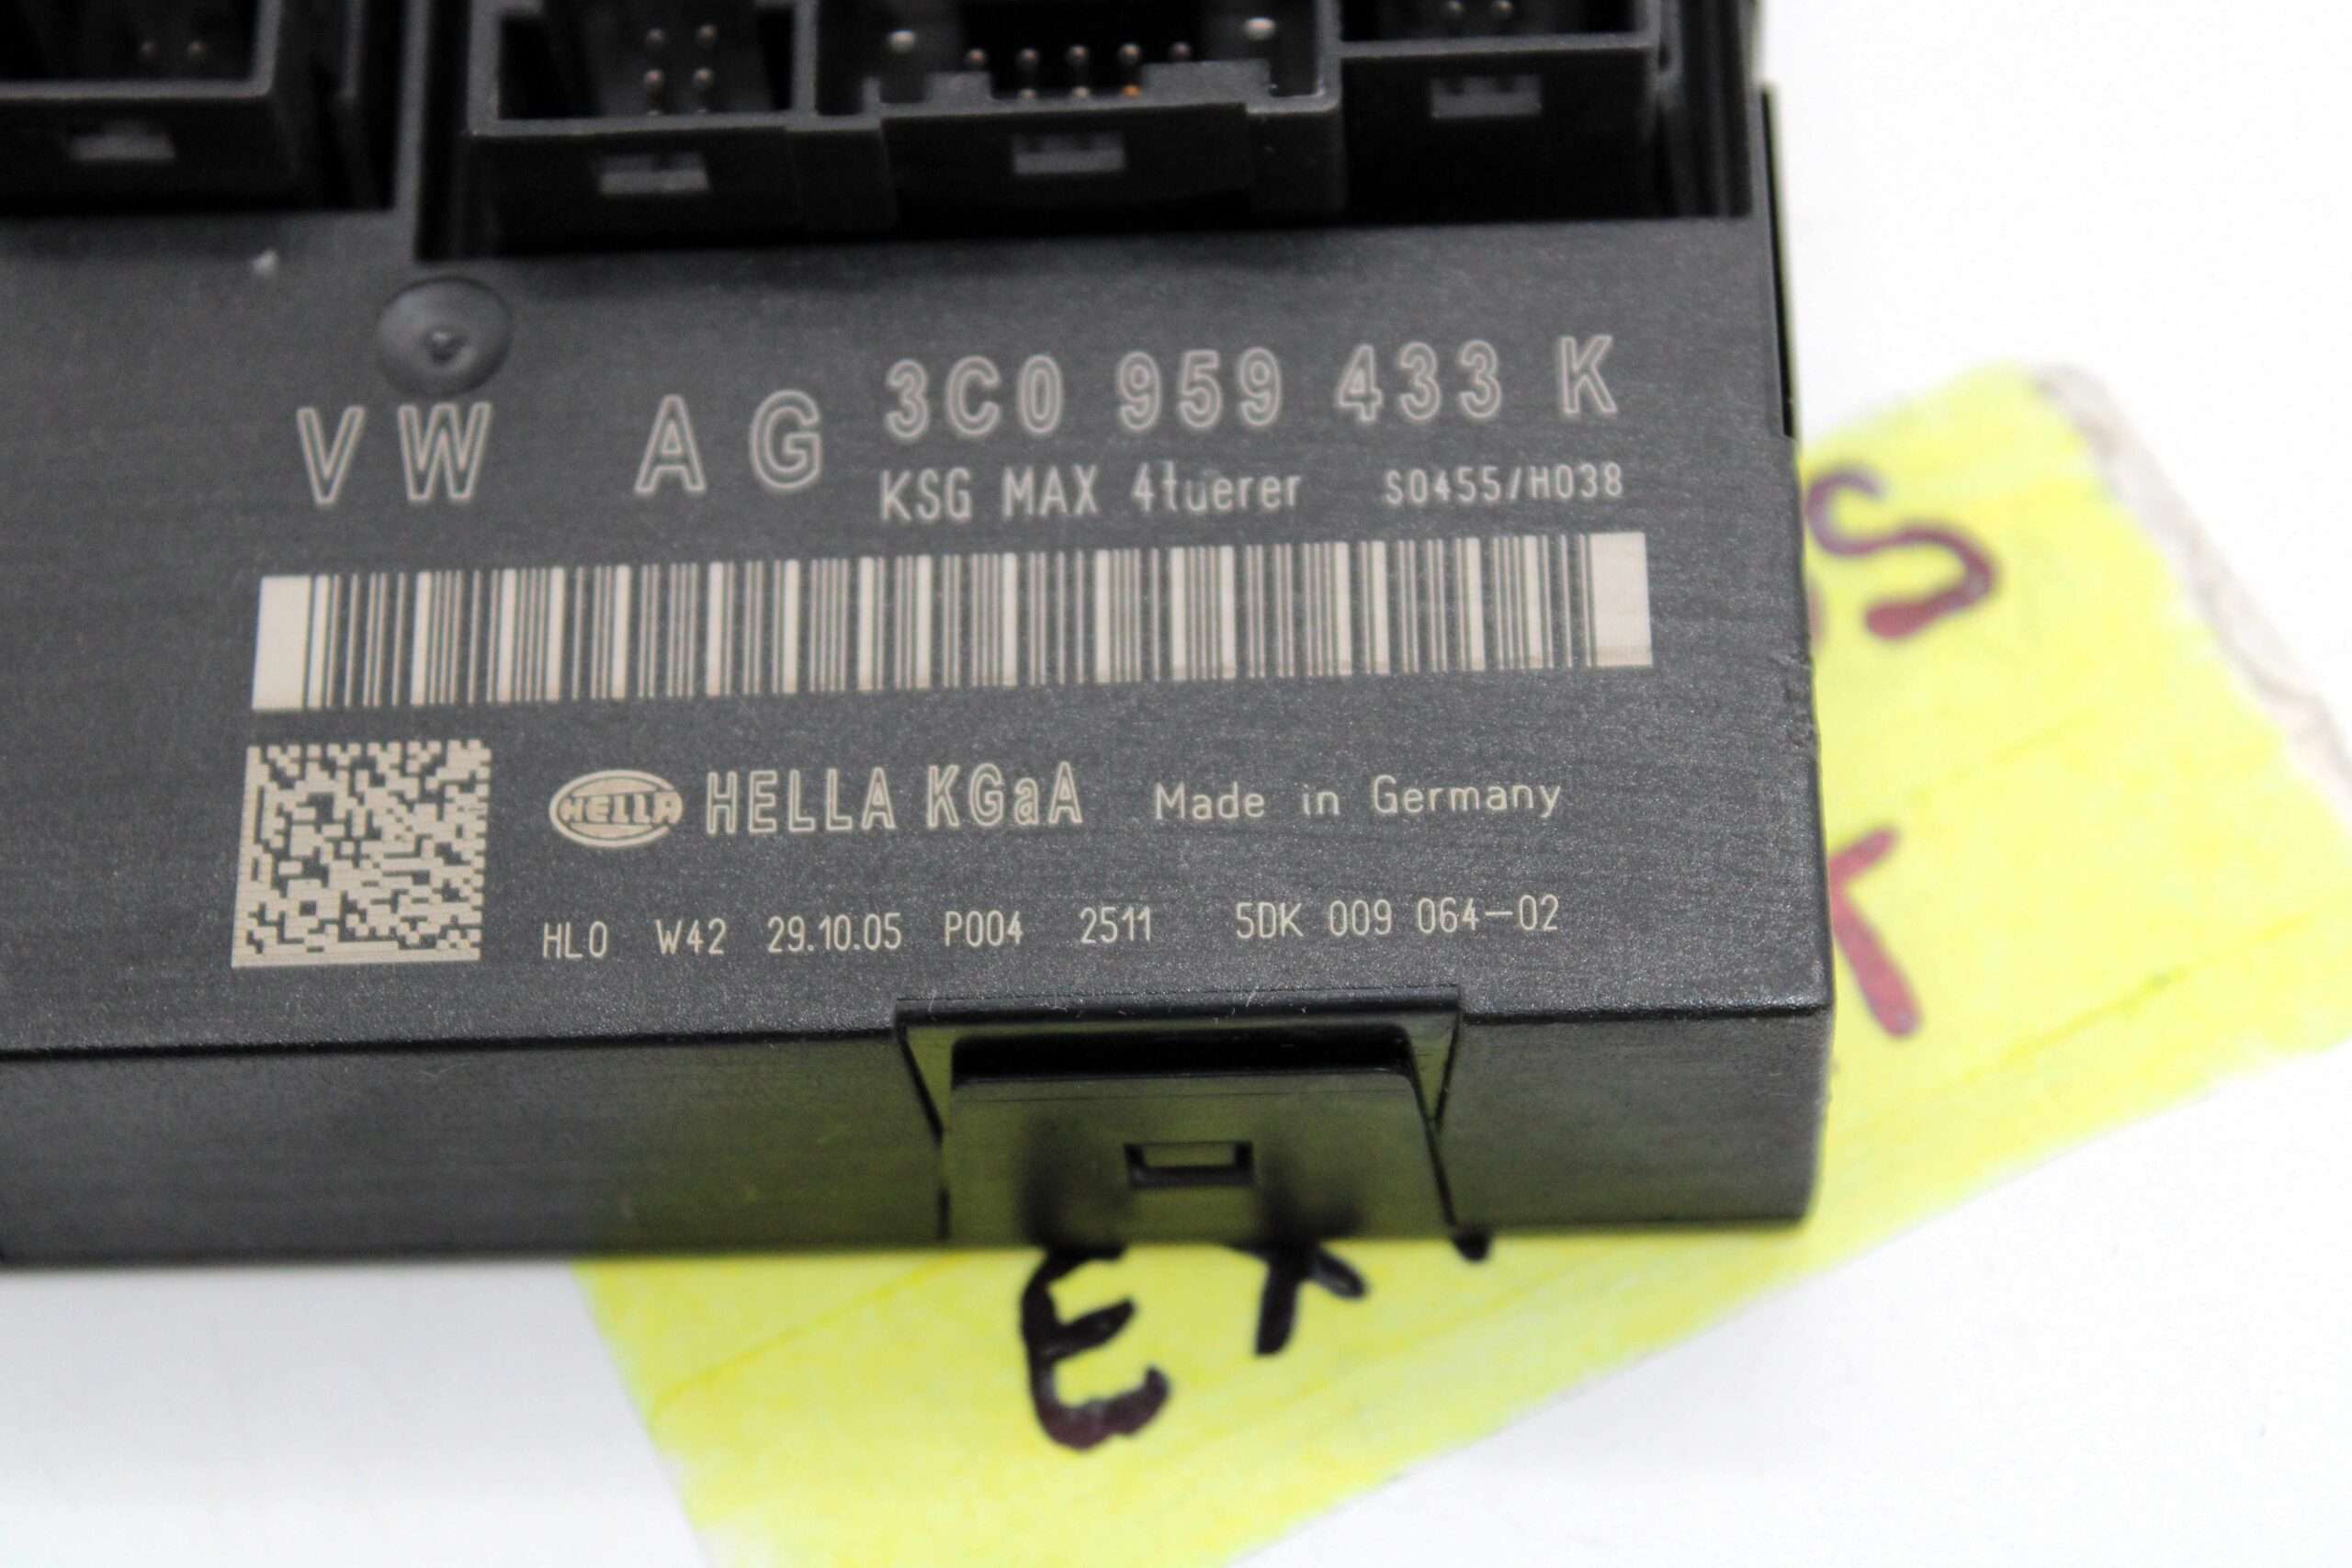 VW AG 3C0 959 433 K
KSG MAX 4tuerer S0455/H038
HELLA HELLA KGaA Made in Germany
HLO W42 29.10.05 P004 2511 5DK 009 064-02